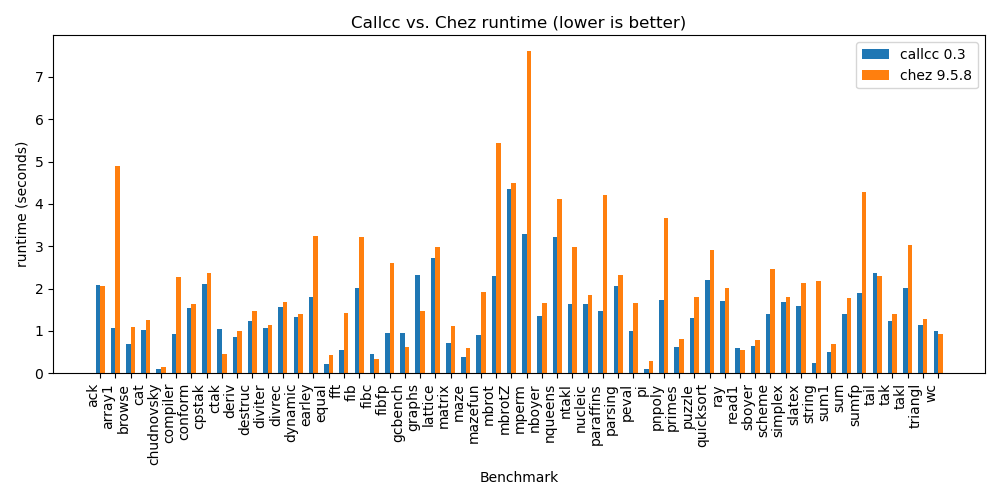 Callcc vs. Chez runtime (lower is better)
callcc 0.3
chez 9.5.8
runtime (seconds)
7
6
5
4
3
2
1
0
ack
array1
browse
cat
chudnovsky
compiler
conform
cpstak
ctak
deriv
destruc
diviter
divrec
dynamic
earley
equal
fft
fib
fibc
fibfp
gcbench
graphs
lattice
matrix
maze
mazefun
mbrot
mbrotZ
mperm
nboyer
nqueens
ntakl
nucleic
paraffins
parsing
peval
pi
pnpoly
primes
puzzle
quicksort
ray
read1
sboyer
scheme
simplex
slatex
string
sum1
sum
sumfp
tail
tak
takl
triangl
wc
Benchmark